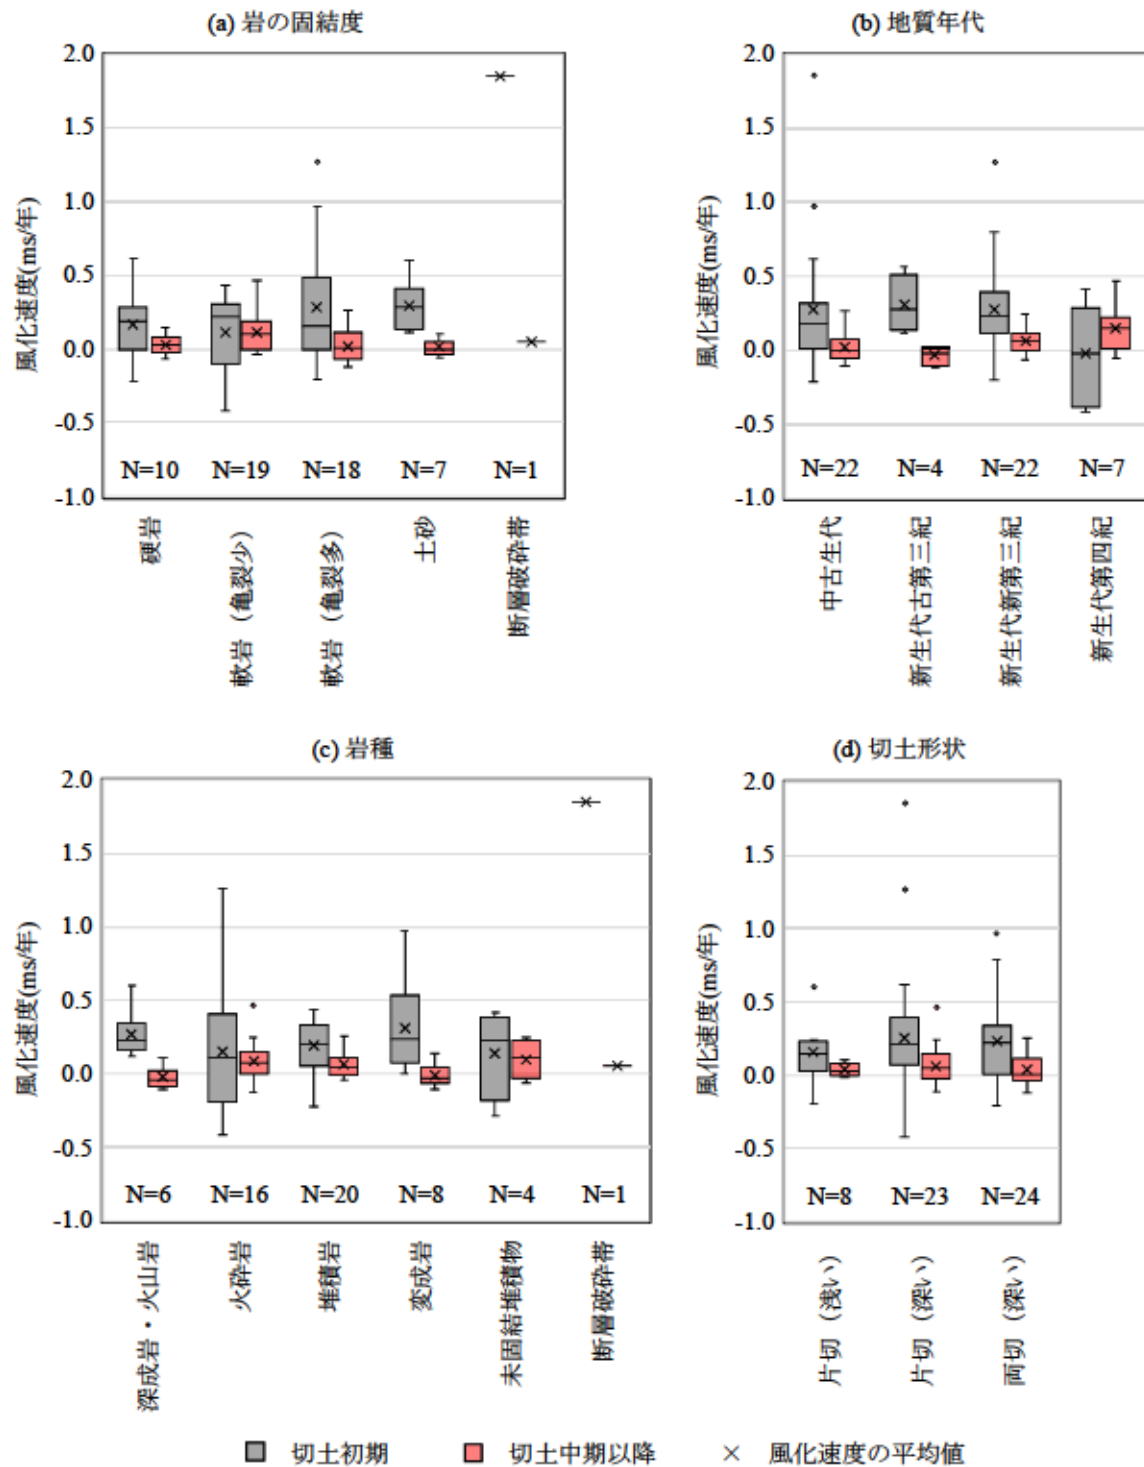 (a) 岩の固結度
2.0
1.5
1.0
0.5
0.0
-0.5
-1.0
風化速度(ms/年)
N=10 N=19 N=18 N=7 N=1
硬岩
軟岩（亀裂少）
軟岩（亀裂多）
土砂
断層破砕帯
(b) 地質年代
2.0
1.5
1.0
0.5
0.0
-0.5
-1.0
風化速度(ms/年)
N=22 N=4 N=22 N=7
中古生代
新生代古第三紀
新生代新第三紀
新生代第四紀
(c) 岩種
2.0
1.5
1.0
0.5
0.0
-0.5
-1.0
風化速度(ms/年)
N=6 N=16 N=20 N=8 N=4 N=1
深成岩・火山岩
火砕岩
堆積岩
変成岩
未固結堆積物
断層破砕帯
(d) 切土形状
2.0
1.5
1.0
0.5
0.0
-0.5
-1.0
風化速度(ms/年)
N=8 N=23 N=24
片切（浅い）
片切（深い）
両切（深い）
切土初期 切土中期以降 × 風化速度の平均値